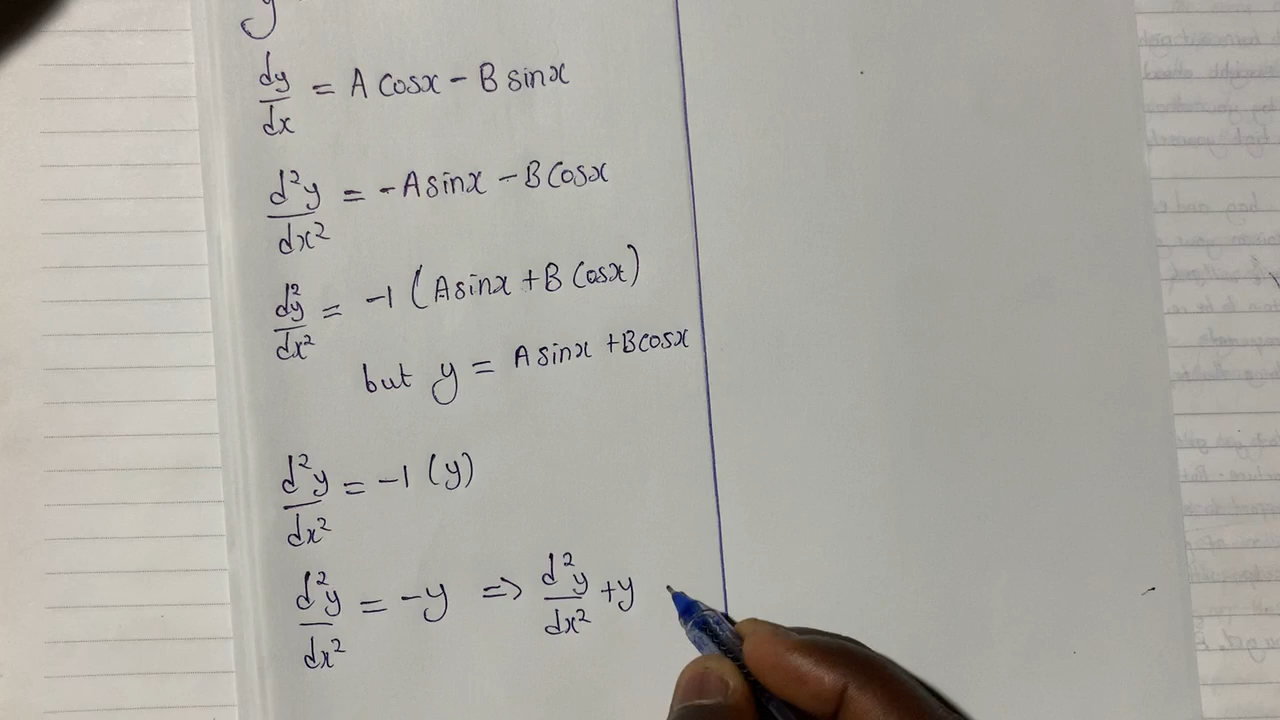 y
dy/dx = A cosx - B sinx
d²y/dx² = -A sinx - B cosx
d²y/dx² = -1 (A sinx + B cosx)
but y = A sinx + B cosx
d²y/dx² = -1 (y)
d²y/dx² = -y => d²y/dx² + y